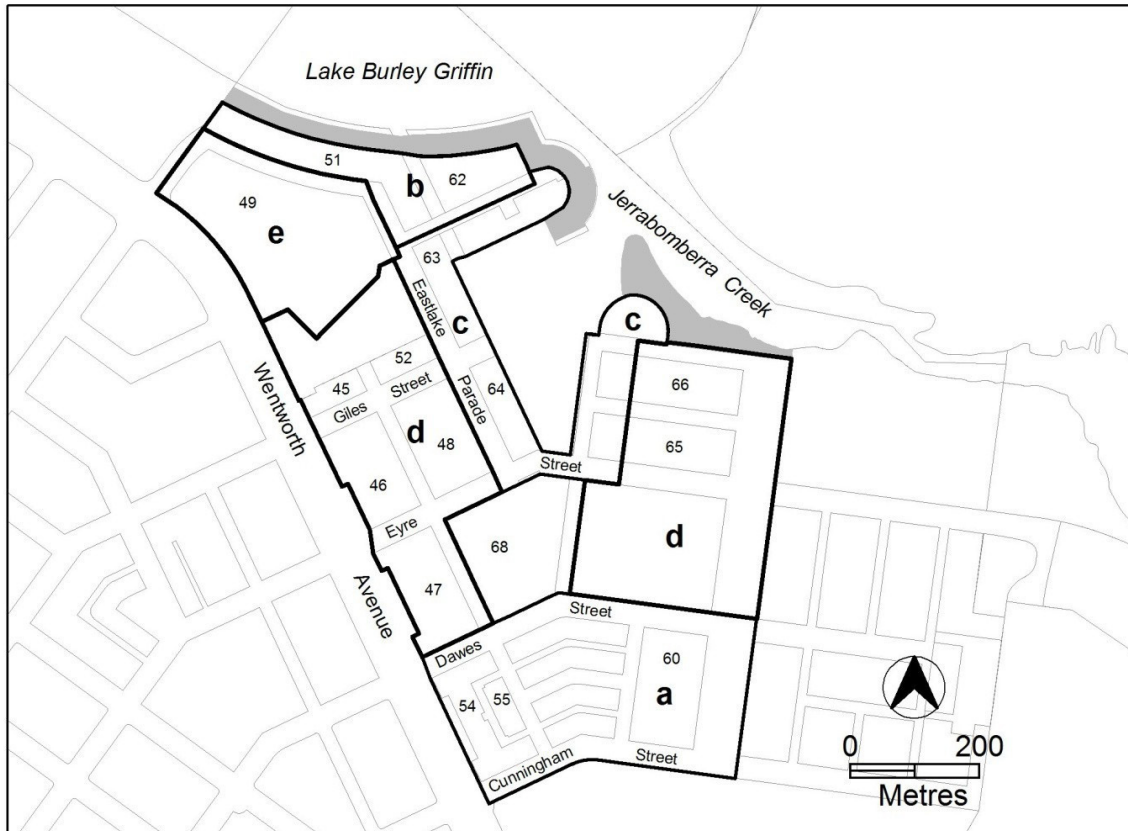 Lake Burley Griffin
51
62
b
49
e
Jerrabomberra Creek
63
Eastlake
c
c
52
45
Street
Giles
Parade
64
66
Wentworth
d
48
65
46
Street
Eyre
68
d
47
Avenue
Street
Dawes
60
a
54
55
Street
Cunningham
0 200
Metres